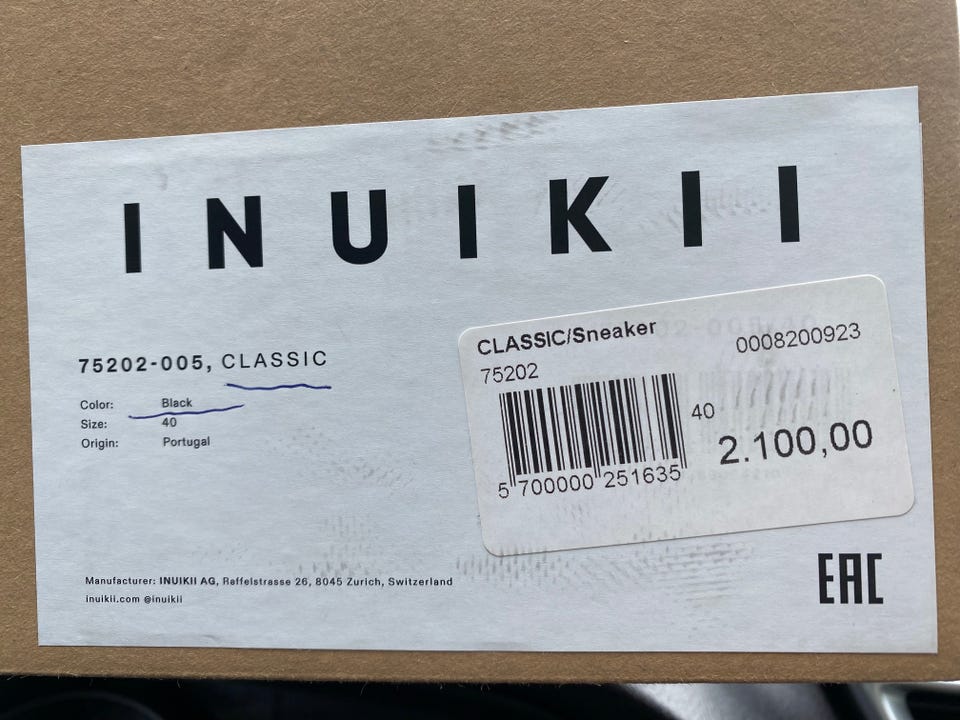 INUIKII
75202-005, CLASSIC
Color: Black
Size: 40
Origin: Portugal
CLASSIC/Sneaker
75202
0008200923
40
2.100,00
5 700000 251635
Manufacturer: INUIKII AG, Raffelstrasse 26, 8045 Zurich, Switzerland
inuikii.com @inuikii
EAC